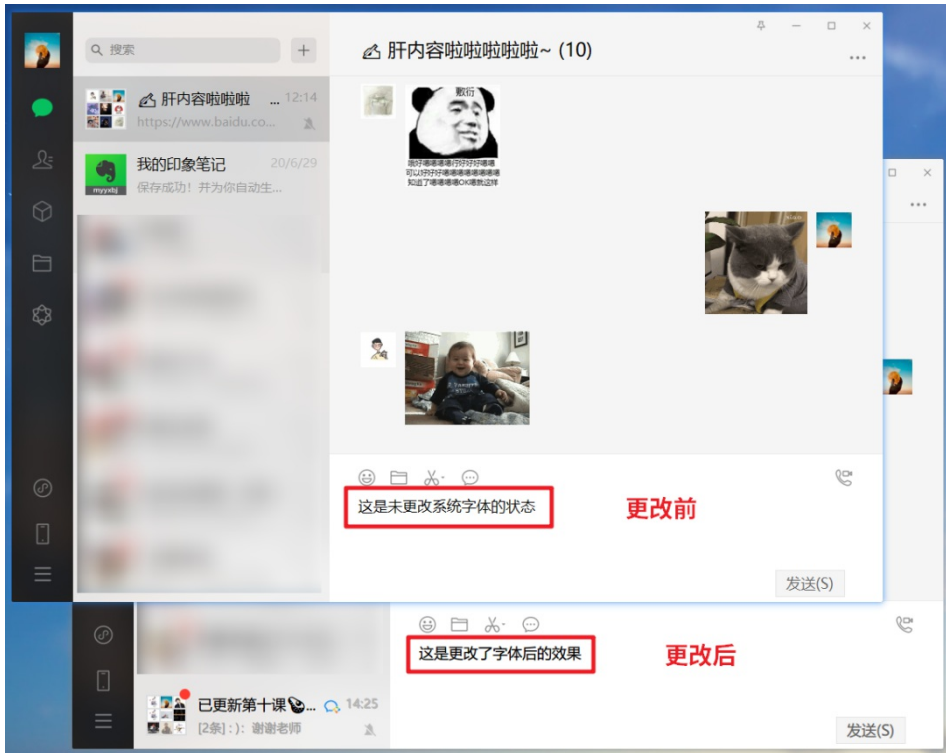 搜索
肝内容啦啦啦啦啦~ (10)
肝内容啦啦啦 ... 12:14
https://www.baidu.co...
我的印象笔记 20/6/29
保存成功!并为你自动生...
myyxbj
敷衍
哦好嗯嗯嗯嗯行好好好嗯嗯
可以好好好嗯嗯嗯嗯嗯嗯嗯嗯
知道了嗯嗯嗯嗯OK嗯就这样
这是未更改系统字体的状态
更改前
发送(S)
这是更改了字体后的效果
更改后
已更新第十课... 14:25
[2条] : ): 谢谢老师
发送(S)